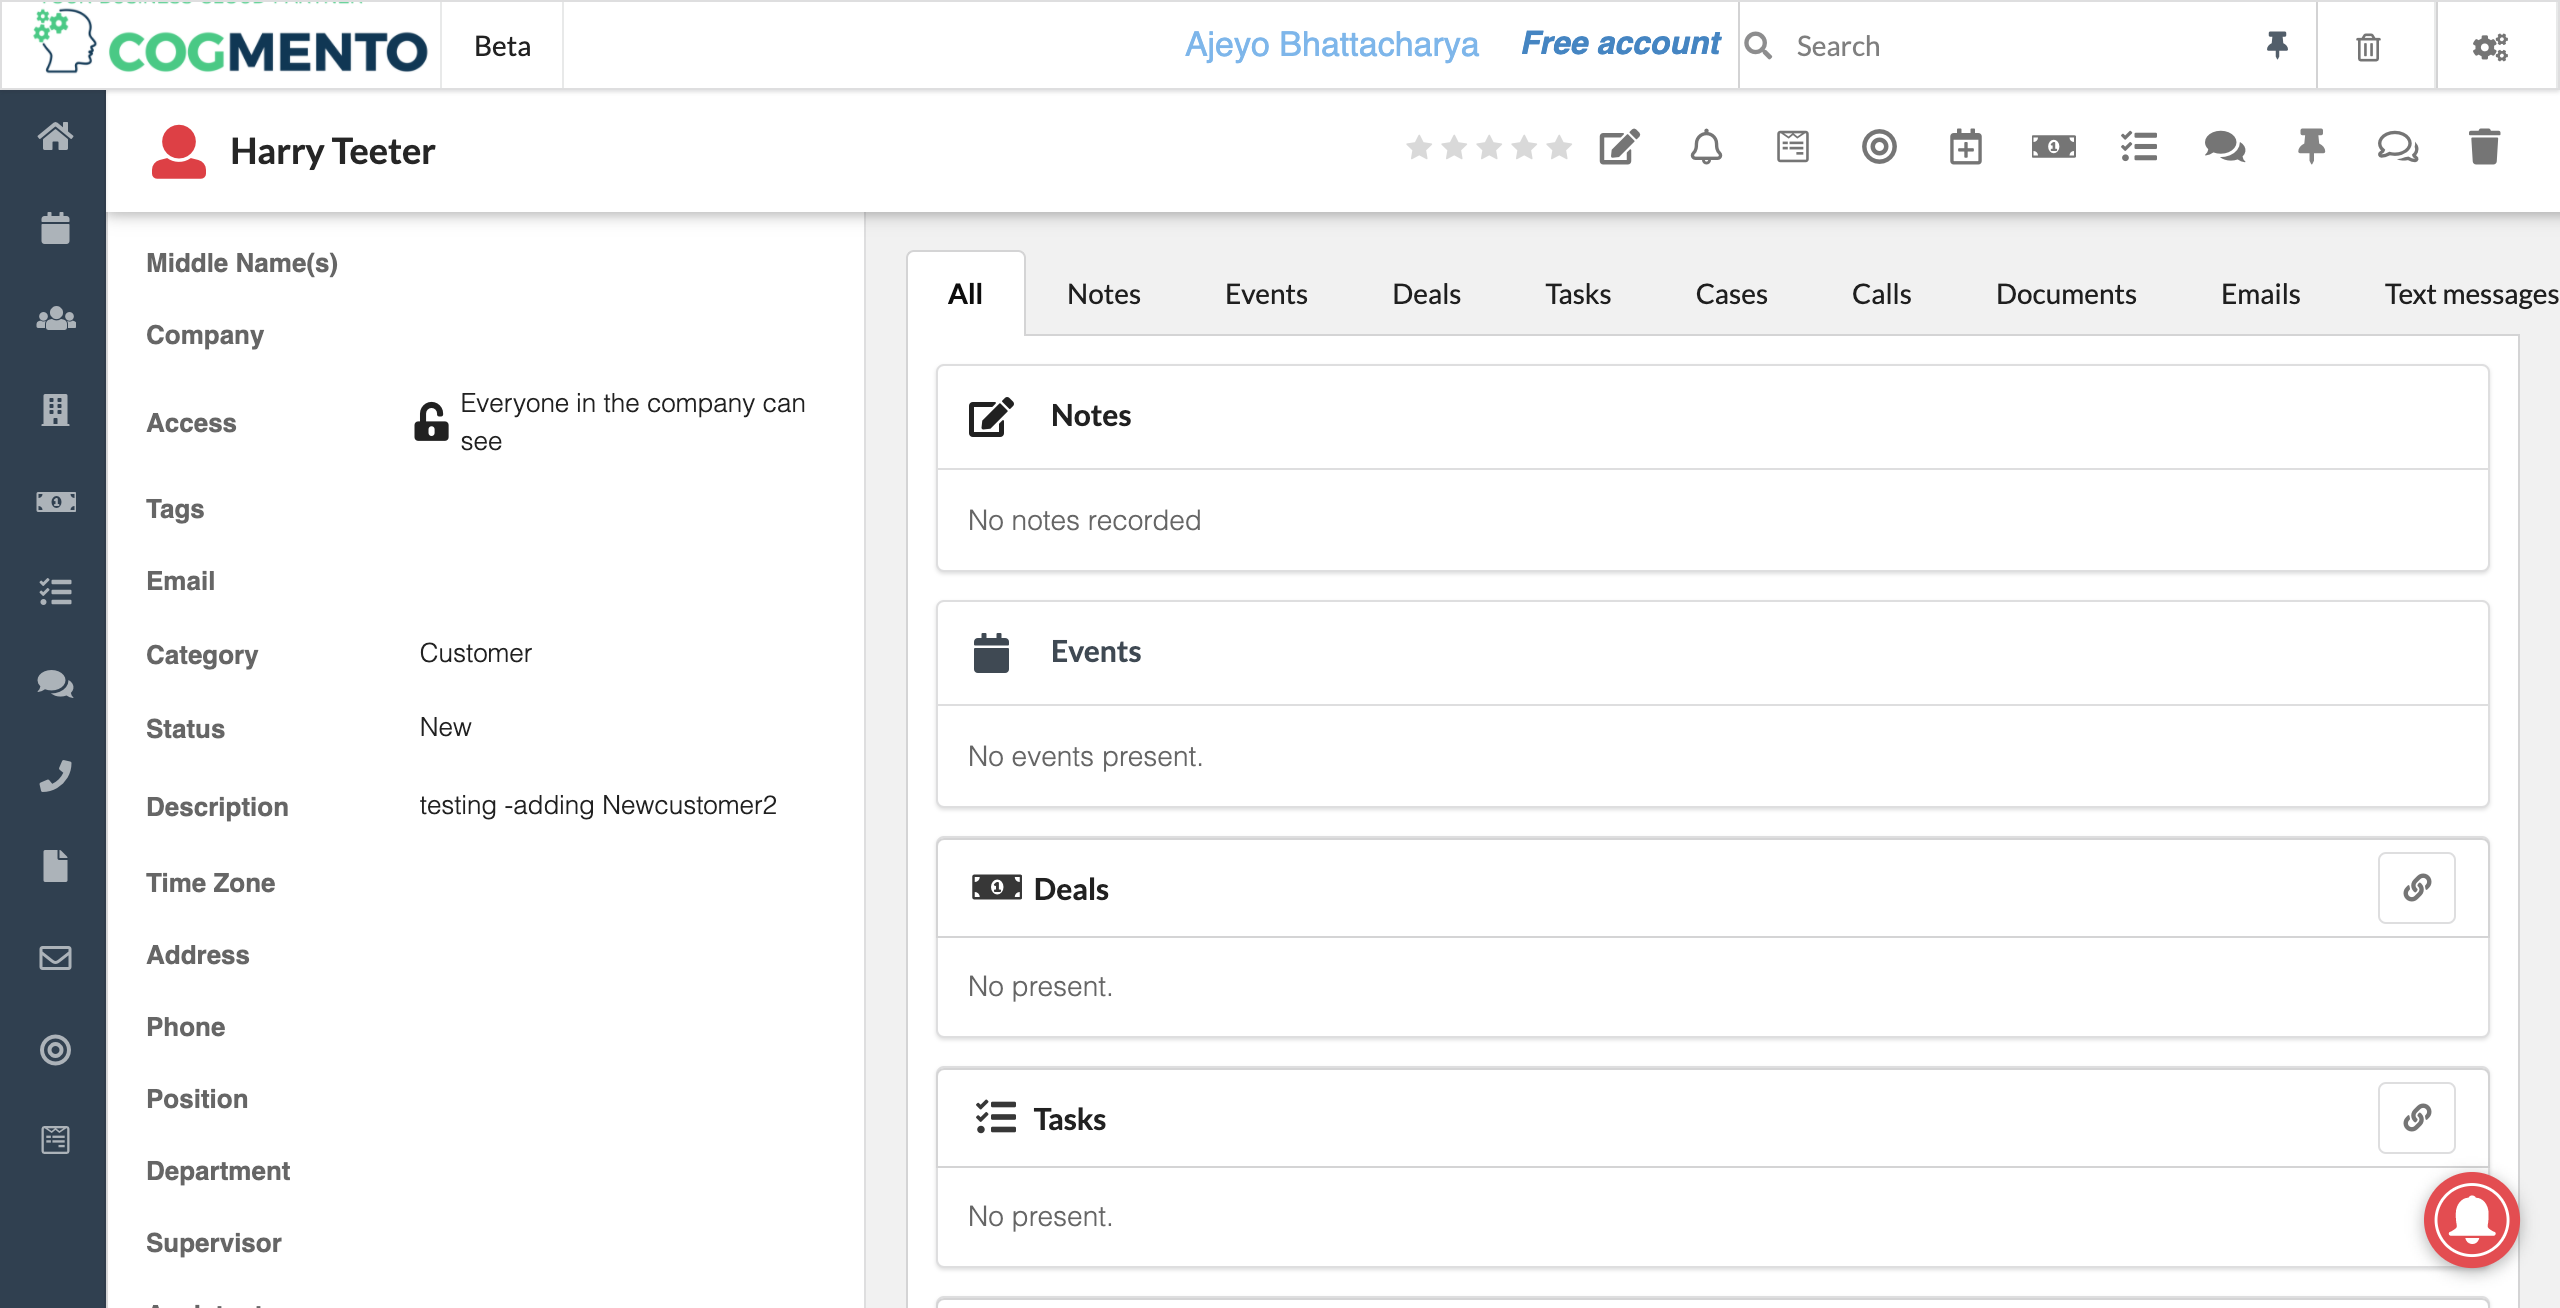 COGMENTO
Beta
Ajeyo Bhattacharya
Free account
Search
Harry Teeter
Middle Name(s)
Company
Access
Everyone in the company can
see
Tags
Email
Category
Customer
Status
New
Description
testing -adding Newcustomer2
Time Zone
Address
Phone
Position
Department
Supervisor
All
Notes
Events
Deals
Tasks
Cases
Calls
Documents
Emails
Text messages
Notes
No notes recorded
Events
No events present.
Deals
No present.
Tasks
No present.